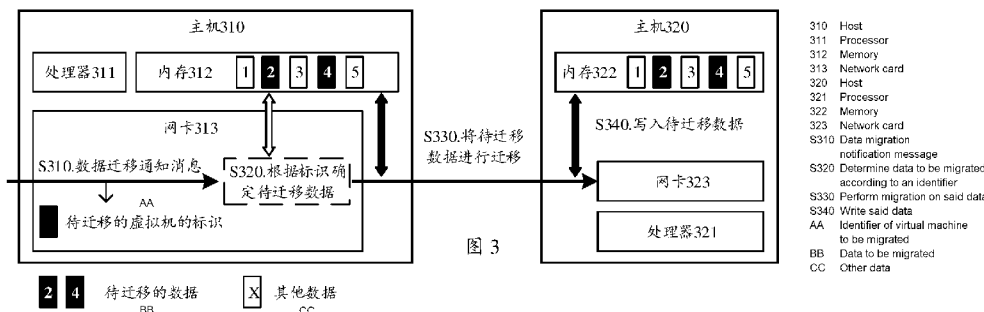 主机310
处理器311
内存312
1 2 3 4 5
网卡313
S310.数据迁移通知消息
AA
待迁移的虚拟机的标识
S320.根据标识确
定待迁移数据
S330.将待迁移
数据进行迁移
主机320
内存322
1 2 3 4 5
S340.写入待迁移数据
网卡323
处理器321
图 3
2 4 待迁移的数据
BB
X 其他数据
CC
310 Host
311 Processor
312 Memory
313 Network card
320 Host
321 Processor
322 Memory
323 Network card
S310 Data migration
notification message
S320 Determine data to be migrated
according to an identifier
S330 Perform migration on said data
S340 Write said data
AA Identifier of virtual machine
to be migrated
BB Data to be migrated
CC Other data